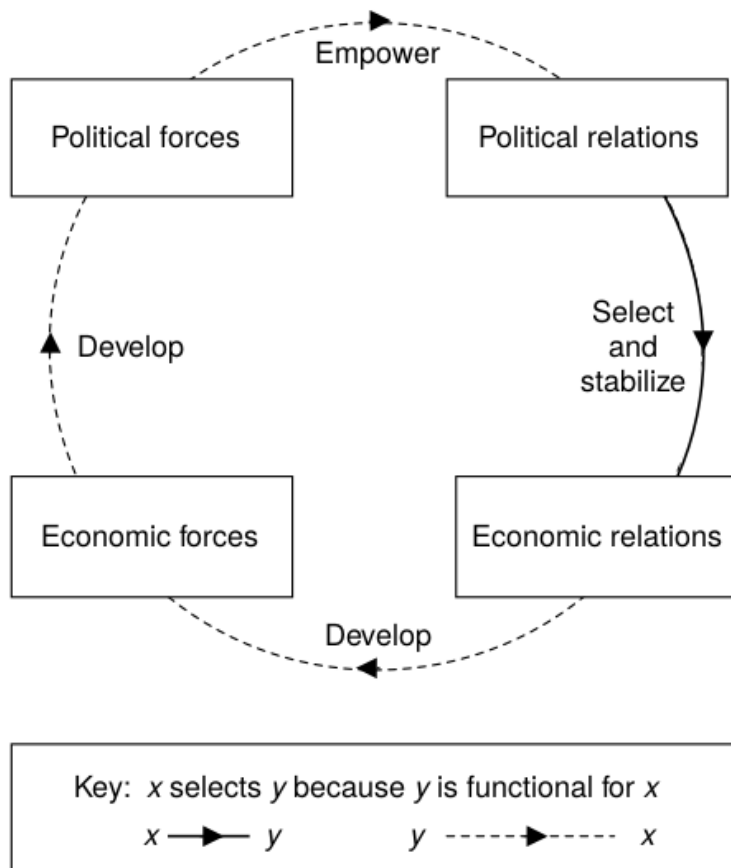 Empower
Political forces
Political relations
Develop
Select
and
stabilize
Economic forces
Economic relations
Develop
Key: x selects y because y is functional for x
x y y x